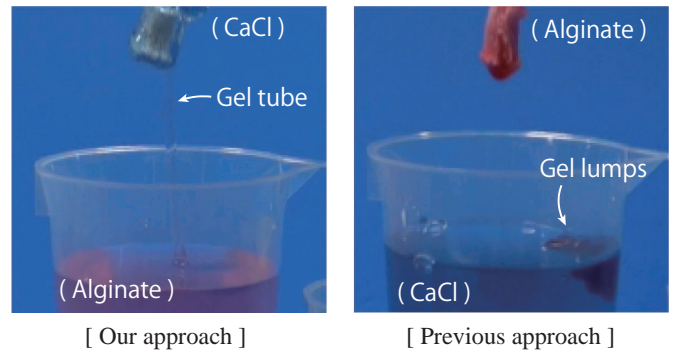 ( CaCl )
Gel tube
( Alginate )
[ Our approach ]
( Alginate )
Gel lumps
( CaCl )
[ Previous approach ]